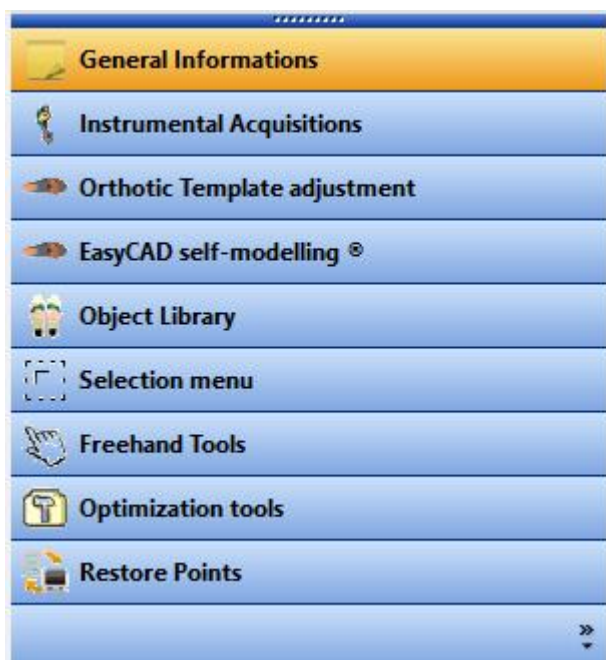 General Informations
Instrumental Acquisitions
Orthotic Template adjustment
EasyCAD self-modelling ®
Object Library
Selection menu
Freehand Tools
Optimization tools
Restore Points